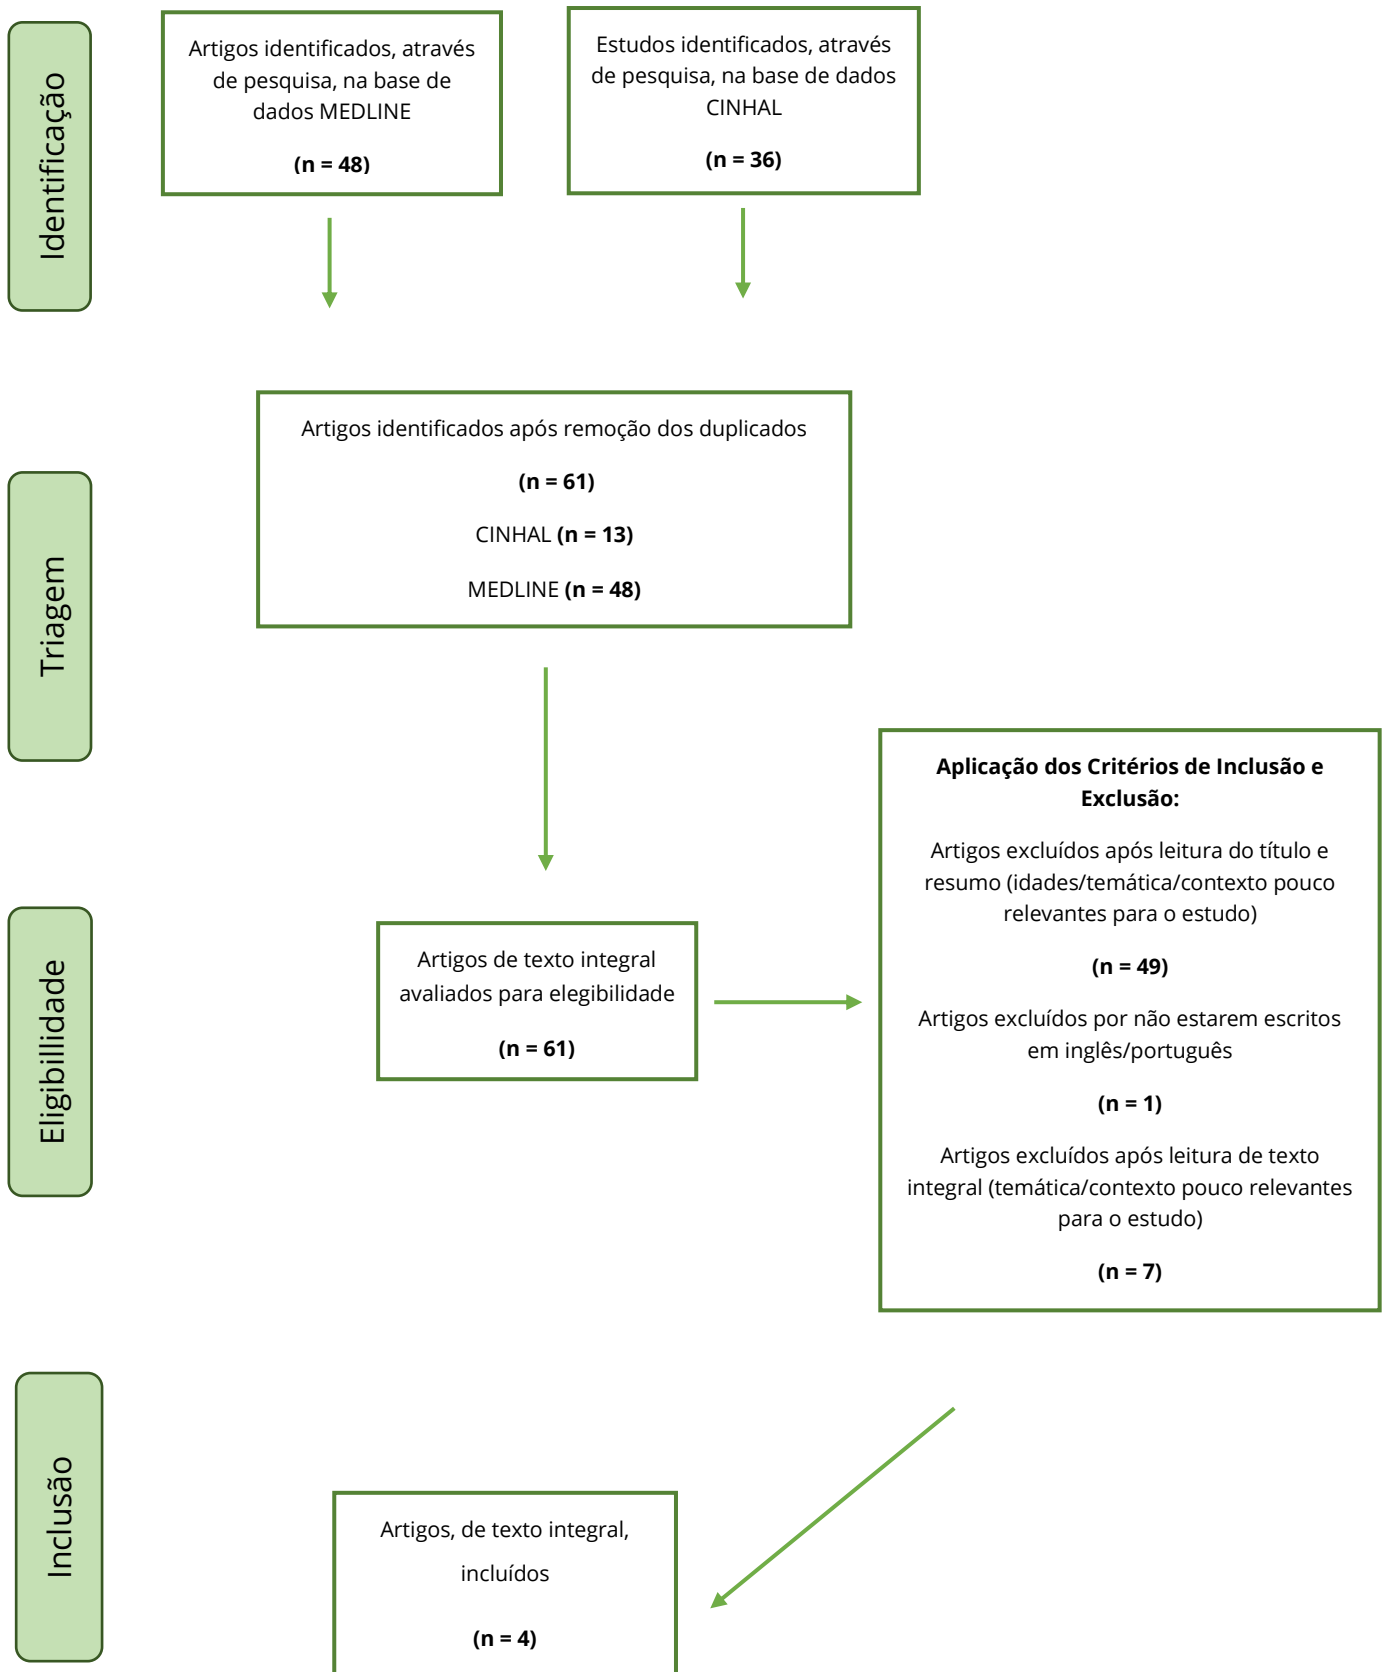 Identificação
Artigos identificados, através
de pesquisa, na base de
dados MEDLINE
(n = 48)
Estudos identificados, através
de pesquisa, na base de dados
CINHAL
(n = 36)
Triagem
Artigos identificados após remoção dos duplicados
(n = 61)
CINHAL (n = 13)
MEDLINE (n = 48)
Eligibillidade
Artigos de texto integral
avaliados para elegibilidade
(n = 61)
Aplicação dos Critérios de Inclusão e
Exclusão:
Artigos excluídos após leitura do título e
resumo (idades/temática/contexto pouco
relevantes para o estudo)
(n = 49)
Artigos excluídos por não estarem escritos
em inglês/português
(n = 1)
Artigos excluídos após leitura de texto
integral (temática/contexto pouco relevantes
para o estudo)
(n = 7)
Inclusão
Artigos, de texto integral,
incluídos
(n = 4)